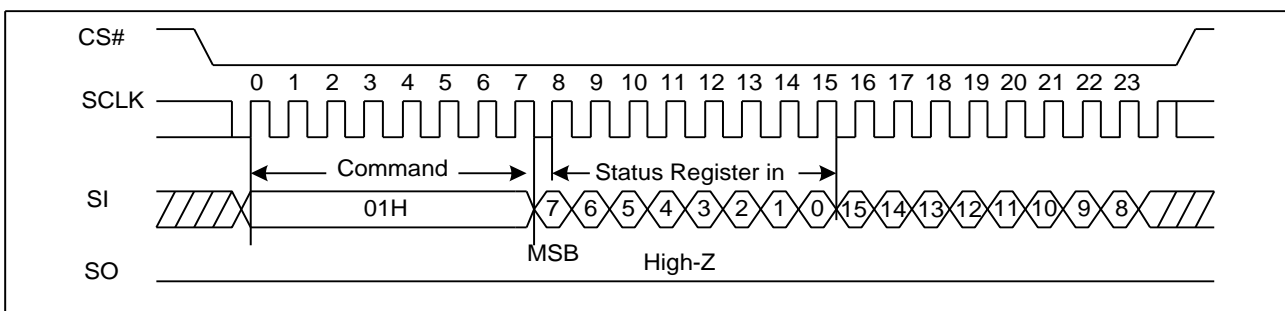 CS#
0 1 2 3 4 5 6 7 8 9 10 11 12 13 14 15 16 17 18 19 20 21 22 23
SCLK
Command Status Register in
SI
01H 7 6 5 4 3 2 1 0 15 14 13 12 11 10 9 8
MSB
High-Z
SO